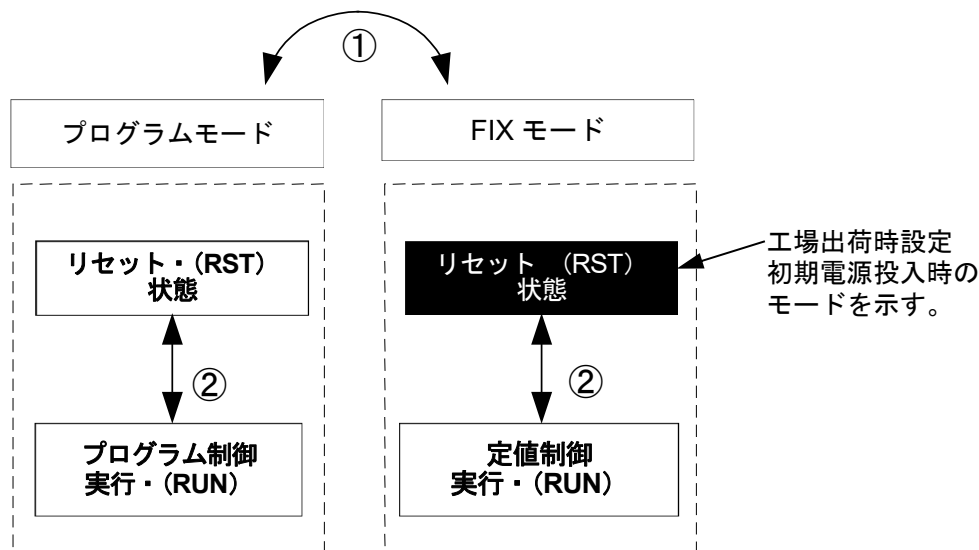 ①
プログラムモード
FIX モード
リセット・(RST)
状態
リセット (RST)
状態
工場出荷時設定
初期電源投入時の
モードを示す。
②
②
プログラム制御
実行・(RUN)
定値制御
実行・(RUN)